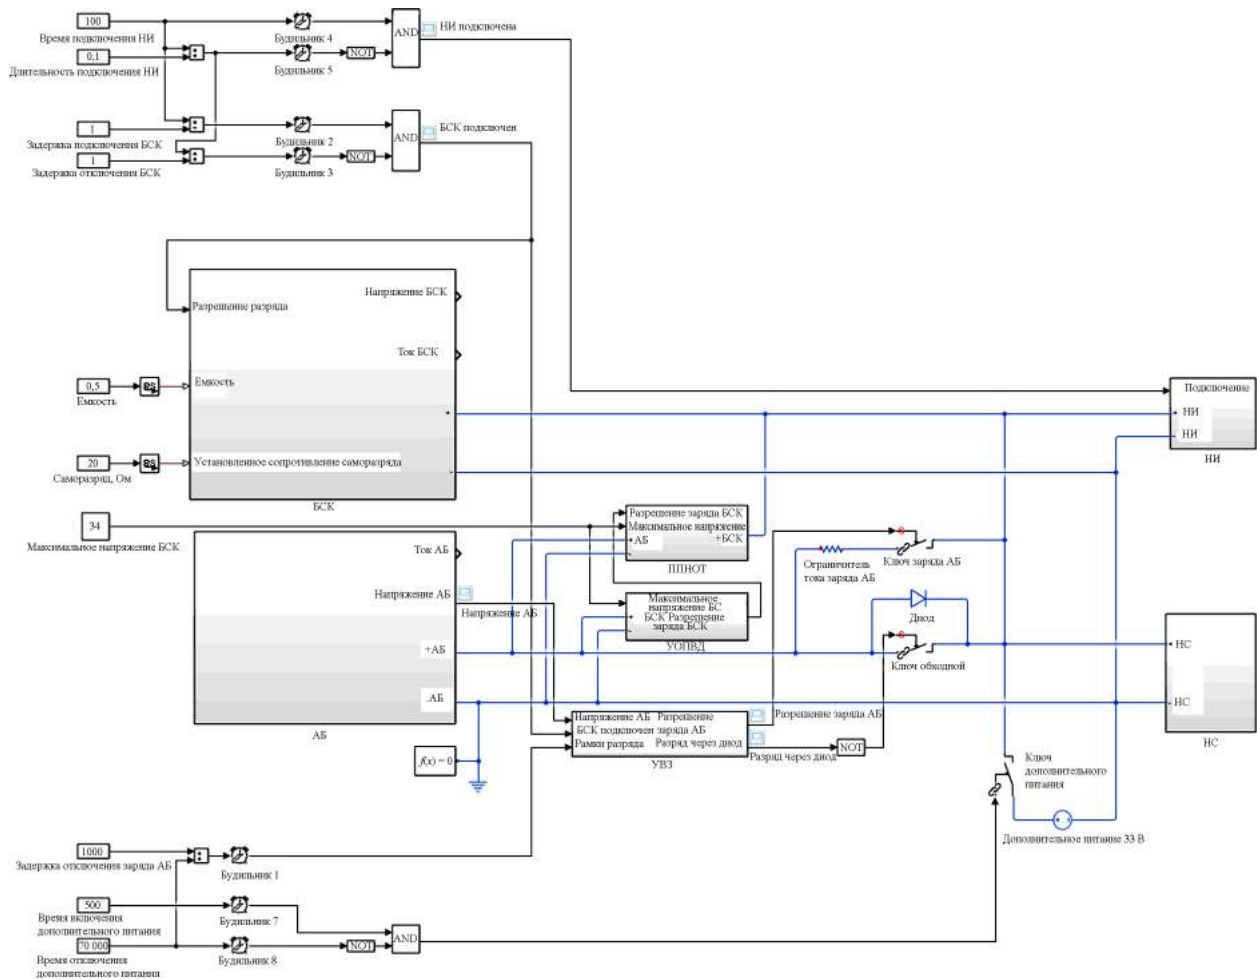 100
Время подключения НИ
Будильник 4
AND
НИ подключена
0,1
Длительность подключения НИ
Будильник 5
NOT
1
Задержка подключения БСК
Будильник 2
AND
БСК подключен
1
Задержка отключения БСК
Будильник 3
NOT
Разрешение разряда
Напряжение БСК
Ток БСК
0,5
Емкость
Емкость
20
Саморазряд, Ом
Установленное сопротивление саморазряда
БСК
Подключение
НИ
НИ
НИ
34
Максимальное напряжение БСК
Разрешение заряда БСК
Максимальное напряжение
+БСК
АБ
ППНОТ
Ограничитель
тока заряда АБ
Ключ заряда АБ
Ток АБ
Напряжение АБ
Напряжение АБ
+АБ
-АБ
АБ
Максимальное
напряжение БС
БСК Разрешение
заряда БСК
УОПВД
Диод
Ключ обходной
НС
НС
НС
Напряжение АБ Разрешение
БСК подключен заряда АБ
Рамки разряда Разряд через диод
УВЗ
Разрешение заряда АБ
Разряд через диод
NOT
f(x) = 0
Ключ
дополнительного
питания
Дополнительное питание 33 В
1000
Задержка отключения заряда АБ
Будильник 1
500
Время включения
дополнительного питания
Будильник 7
70 000
Время отключения
дополнительного питания
Будильник 8
NOT
AND